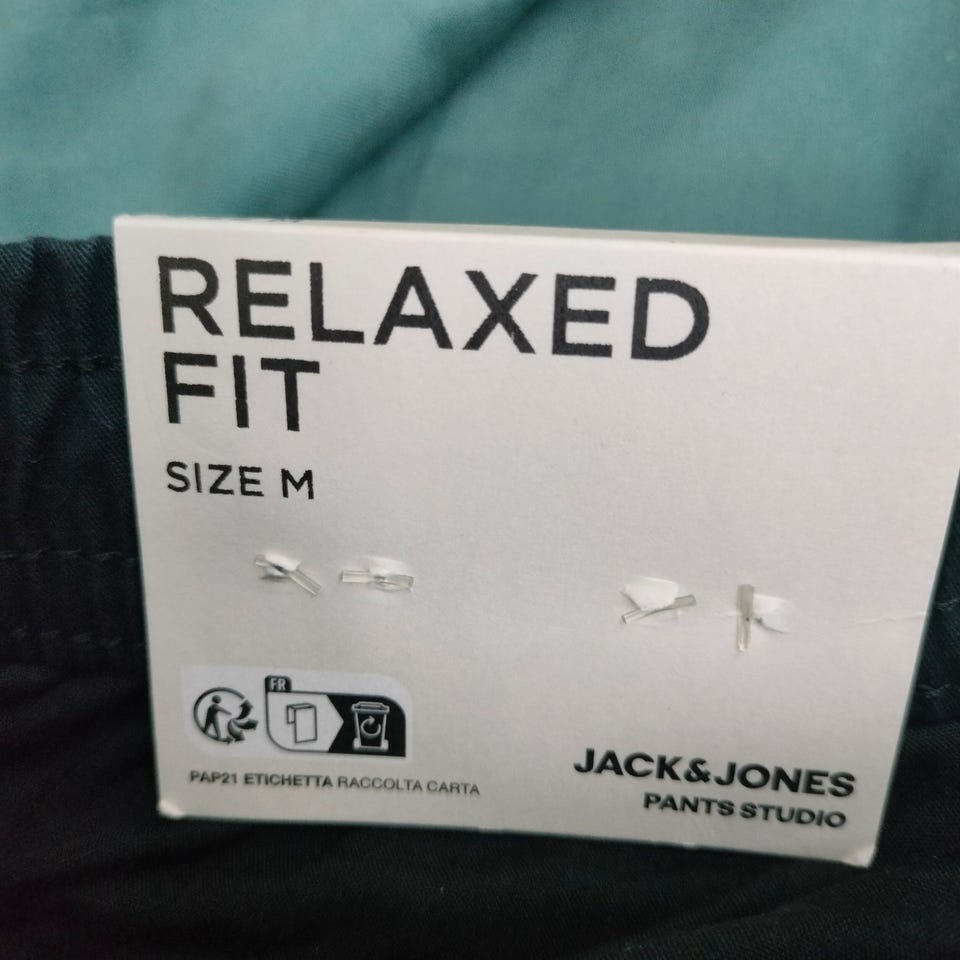 RELAXED
FIT
SIZE M
FR
PAP21 ETICHETTA RACCOLTA CARTA
JACK&JONES
PANTS STUDIO